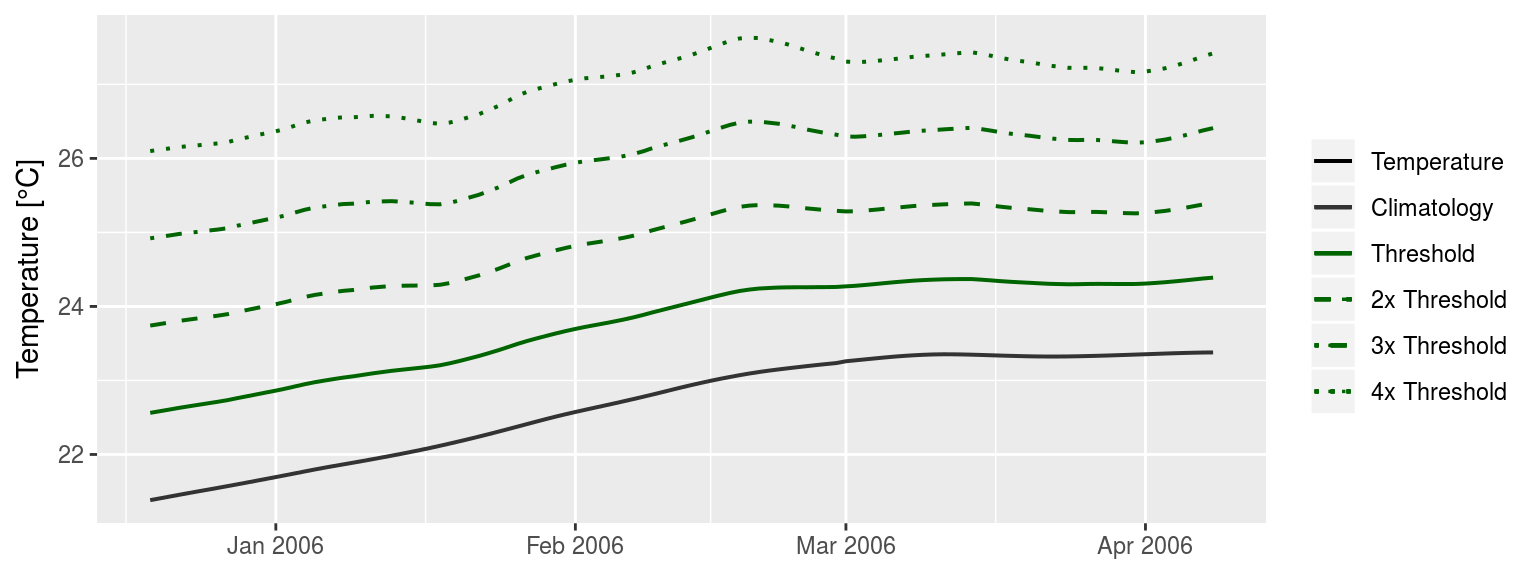 Temperature [°C]
26
24
22
Jan 2006
Feb 2006
Mar 2006
Apr 2006
Temperature
Climatology
Threshold
2x Threshold
3x Threshold
4x Threshold